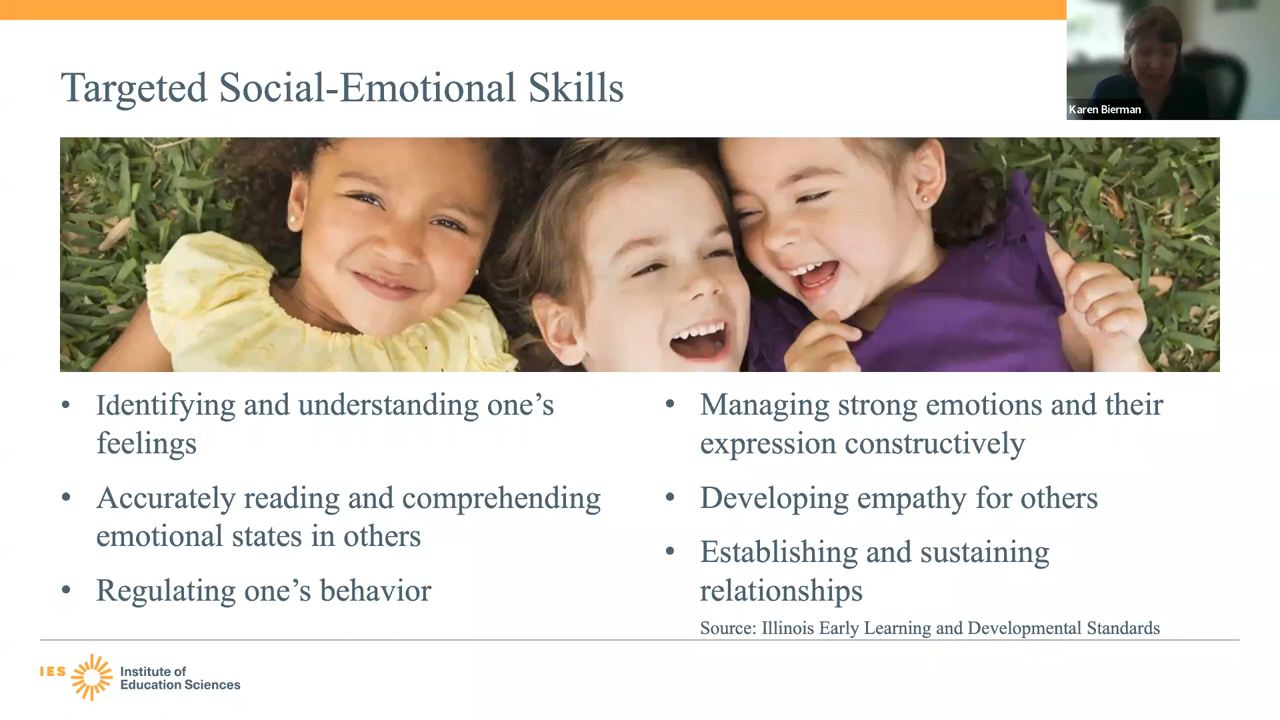 Targeted Social-Emotional Skills
Karen Bierman
• Identifying and understanding one’s
feelings
• Accurately reading and comprehending
emotional states in others
• Regulating one’s behavior
• Managing strong emotions and their
expression constructively
• Developing empathy for others
• Establishing and sustaining
relationships
Source: Illinois Early Learning and Developmental Standards
IES
Institute of
Education Sciences